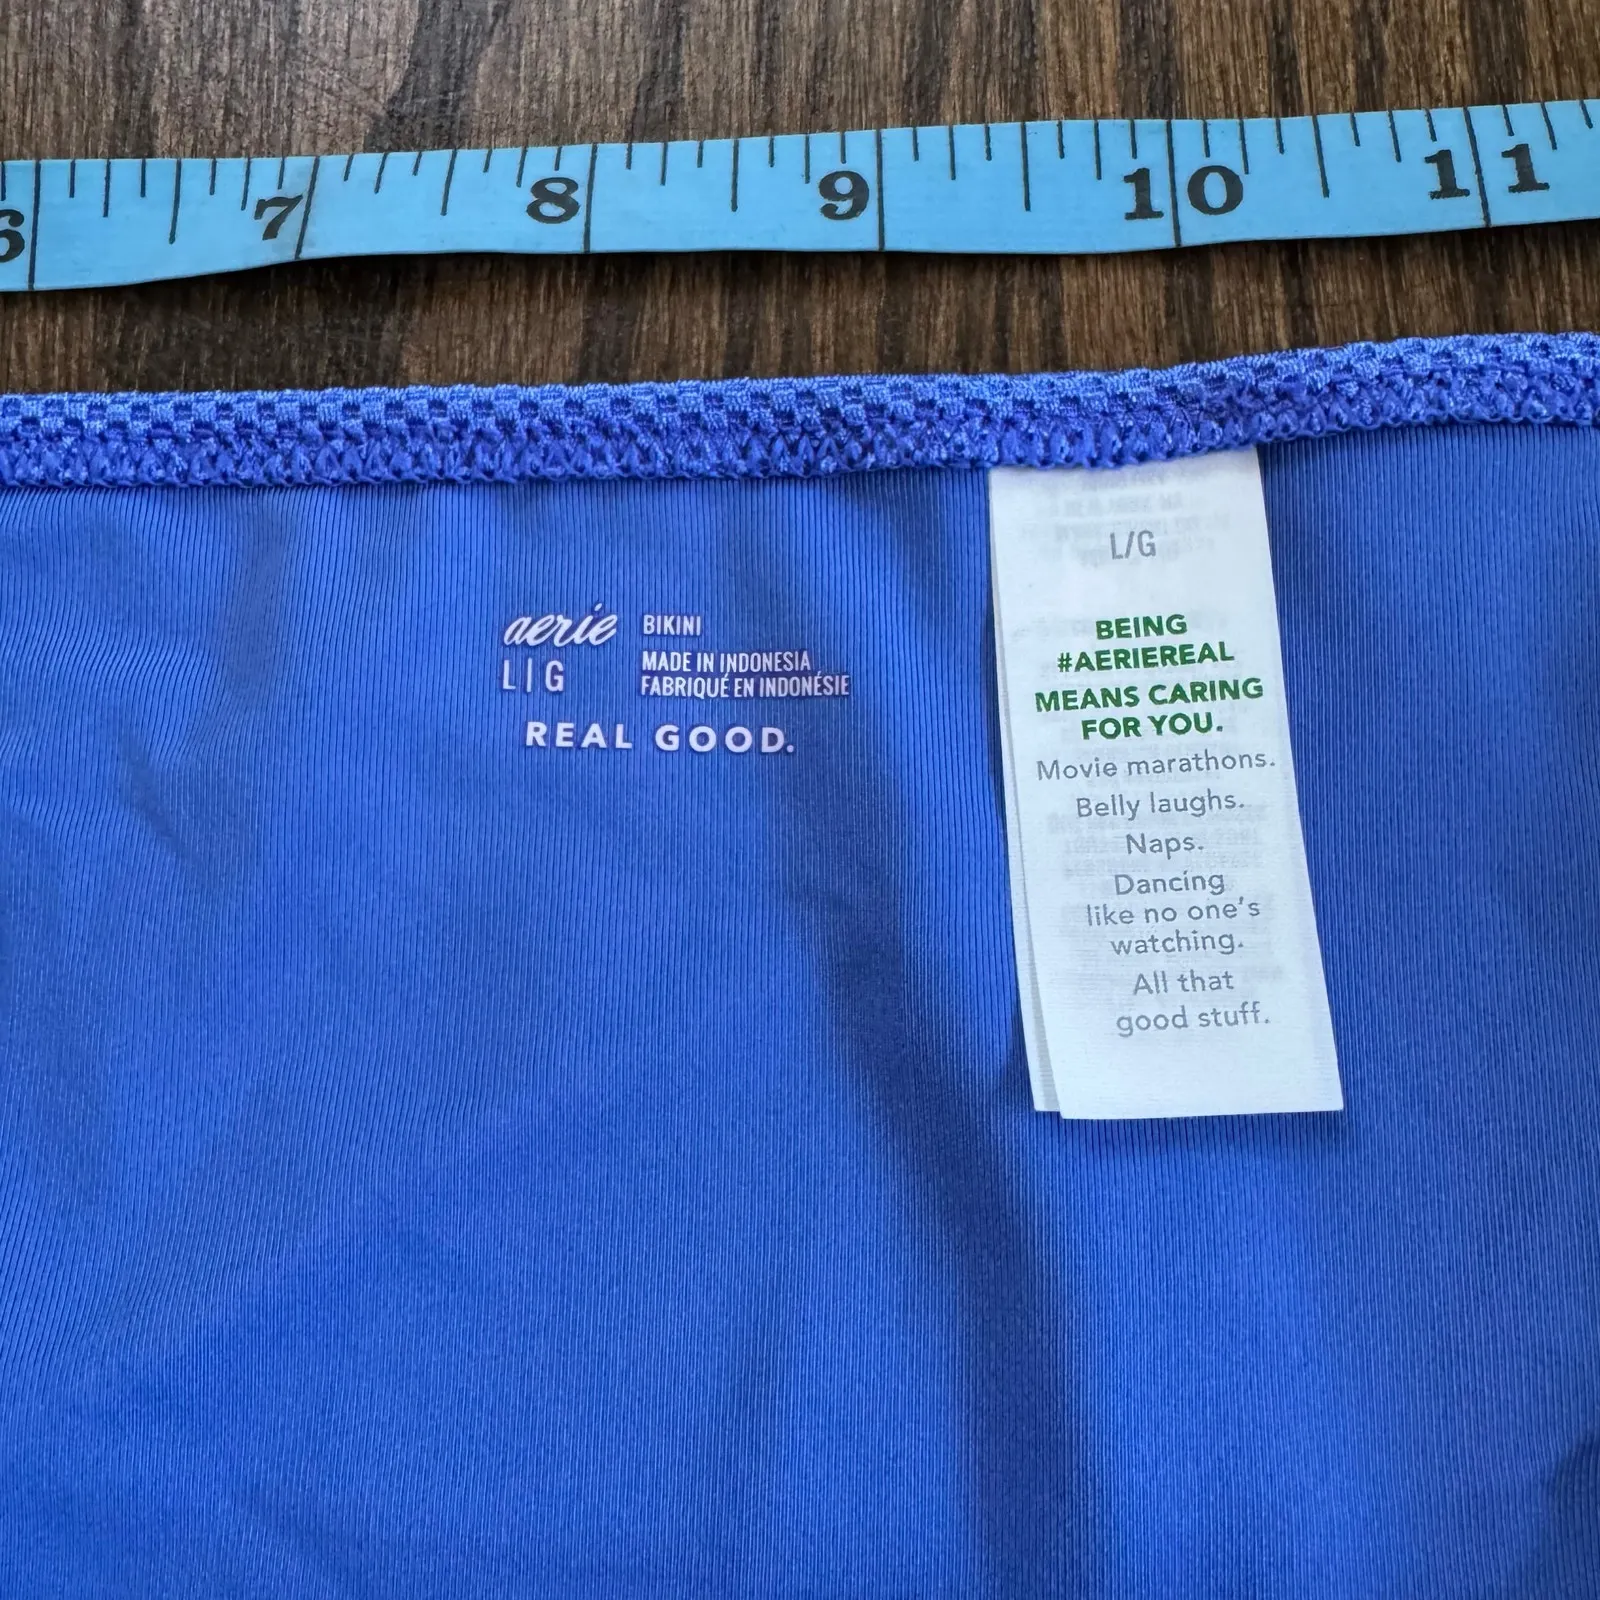 6 7 8 9 10 11
aerie BIKINI
L|G MADE IN INDONESIA
FABRIQUÉ EN INDONÉSIE
REAL GOOD.
L/G
BEING
#AERIEREAL
MEANS CARING
FOR YOU.
Movie marathons.
Belly laughs.
Naps.
Dancing
like no one's
watching.
All that
good stuff.